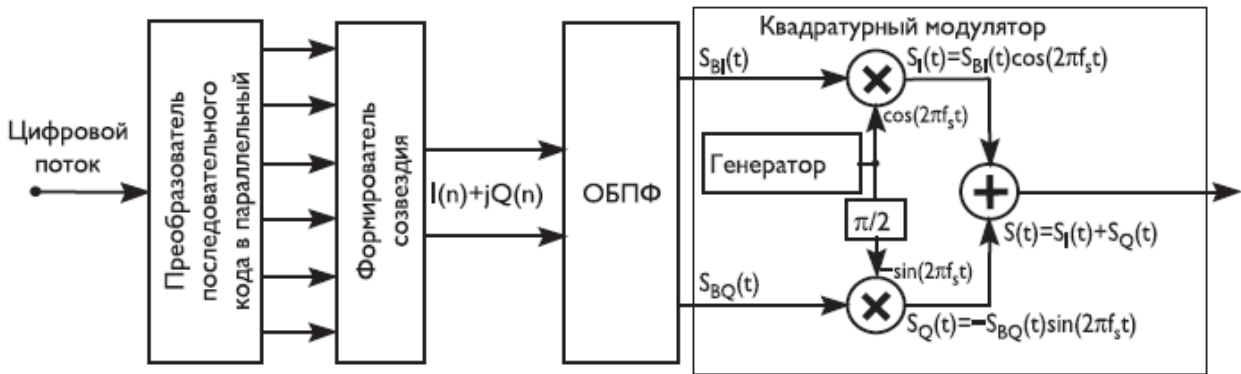 Цифровой
поток
Преобразователь
последовательного
кода в параллельный
Формирователь
созвездия
I(n)+jQ(n)
ОБПФ
S_BI(t)
S_BQ(t)
Квадратурный модулятор
S_I(t)=S_BI(t)cos(2πf_st)
cos(2πf_st)
Генератор
π/2
−sin(2πf_st)
S(t)=S_I(t)+S_Q(t)
S_Q(t)=−S_BQ(t)sin(2πf_st)